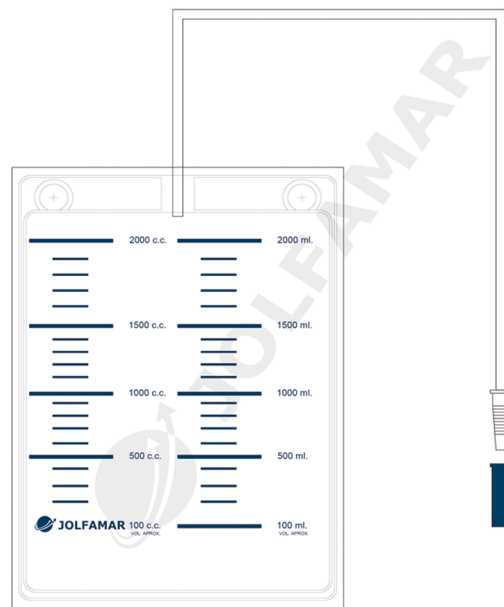 JOLFAMAR
2000 c.c. 2000 ml.
1500 c.c. 1500 ml.
1000 c.c. 1000 ml.
500 c.c. 500 ml.
JOLFAMAR 100 c.c. 100 ml.
VOL. APROX. VOL. APROX.